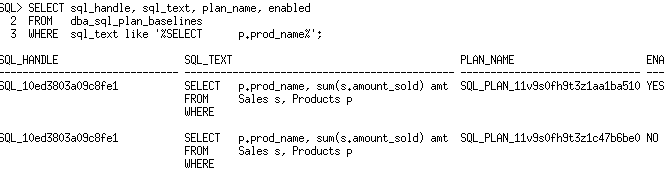 SQL> SELECT sql_handle, sql_text, plan_name, enabled
  2  FROM   dba_sql_plan_baselines
  3  WHERE  sql_text like '%SELECT      p.prod_name%';
SQL_HANDLE                     SQL_TEXT                                      PLAN_NAME                      ENA
------------------------------ --------------------------------------------- ------------------------------ ---
SQL_10ed3803a09c8fe1           SELECT   p.prod_name, sum(s.amount_sold) amt  SQL_PLAN_11v9s0fh9t3z1aa1ba510 YES
                               FROM     Sales s, Products p
                               WHERE
SQL_10ed3803a09c8fe1           SELECT   p.prod_name, sum(s.amount_sold) amt  SQL_PLAN_11v9s0fh9t3z1c47b6be0 NO
                               FROM     Sales s, Products p
                               WHERE